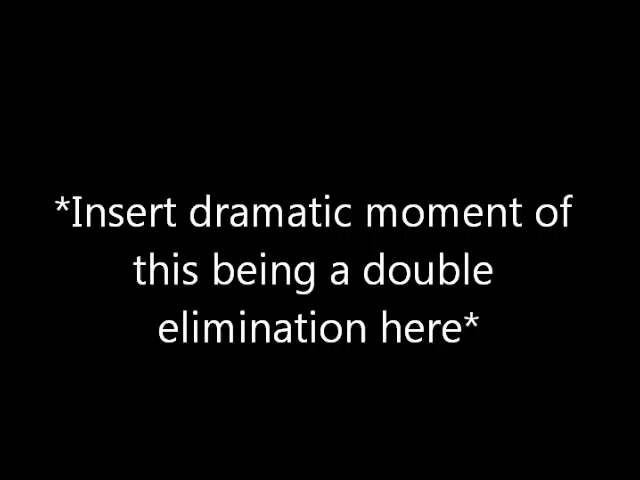 *Insert dramatic moment of
this being a double
elimination here*